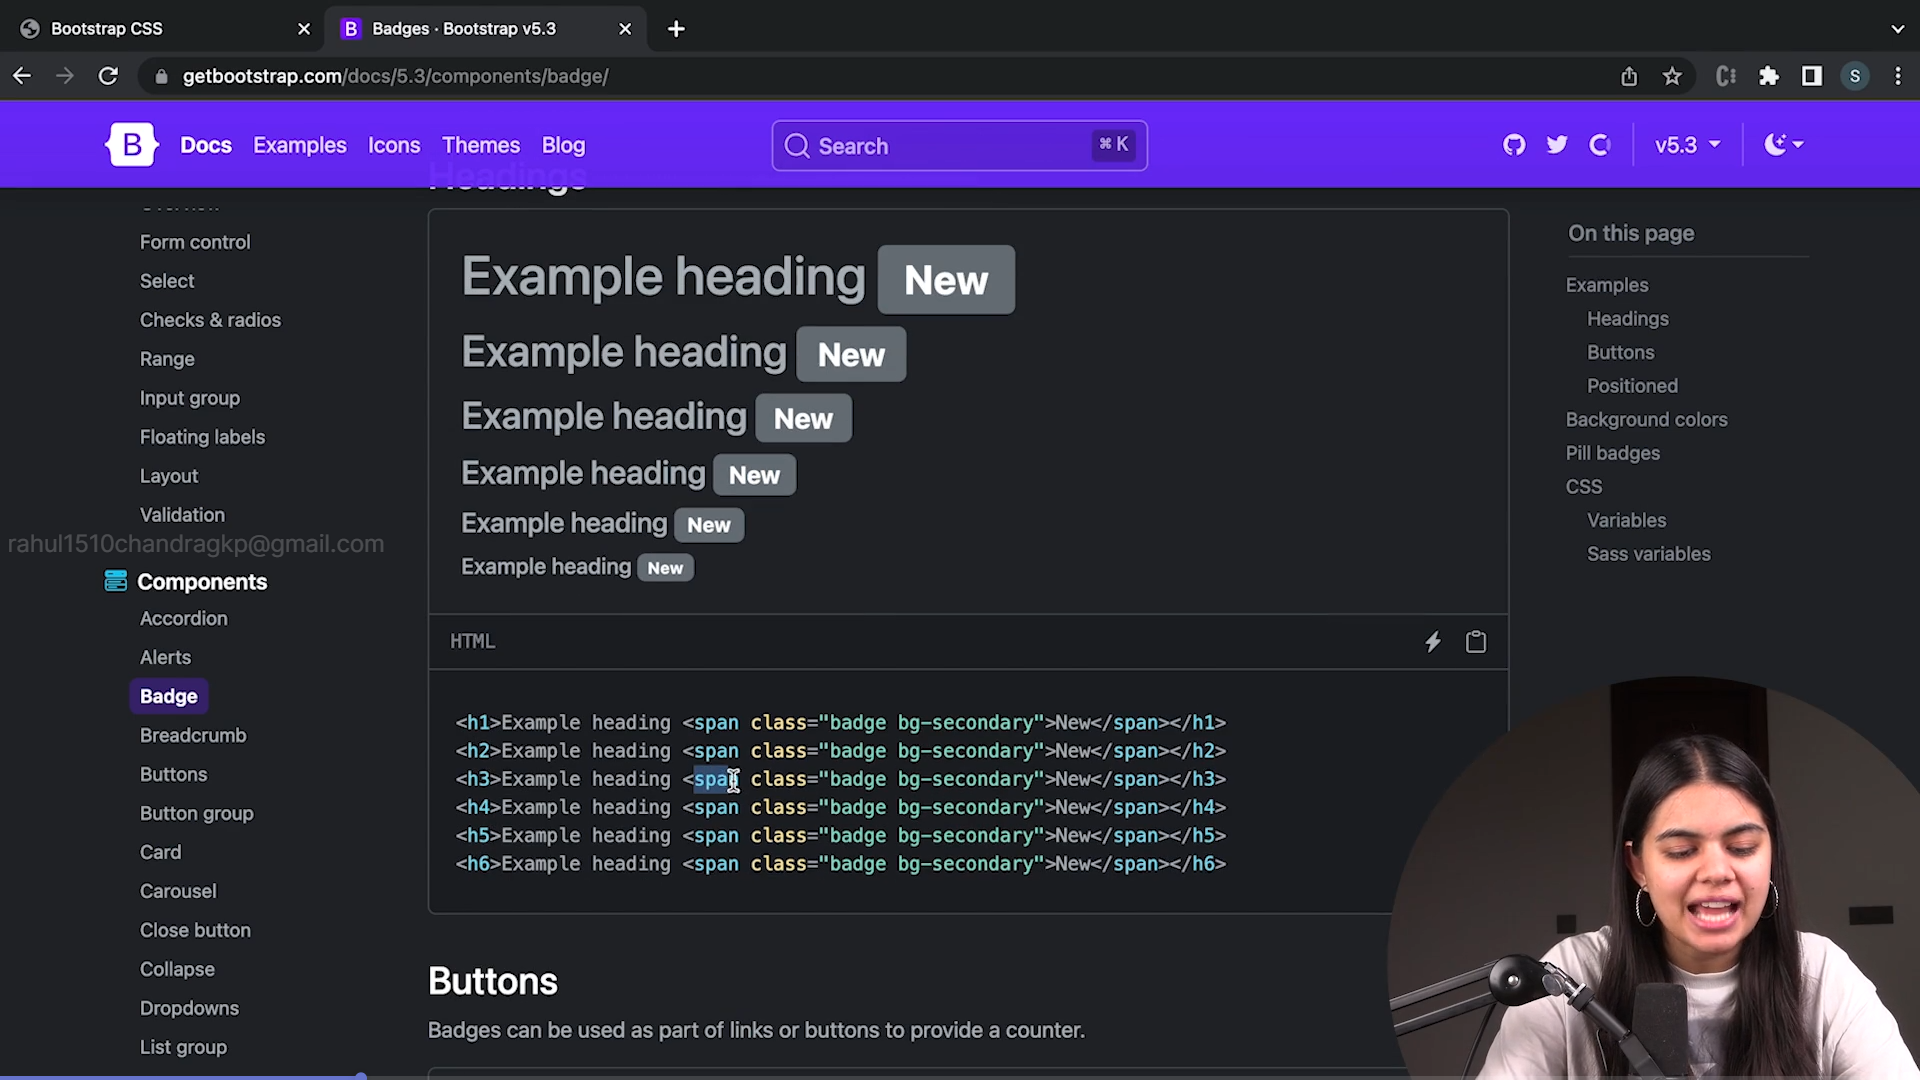 Bootstrap CSS
Badges · Bootstrap v5.3
getbootstrap.com/docs/5.3/components/badge/
S
B
Docs
Examples
Icons
Themes
Blog
Search
⌘ K
v5.3
Headings
Overview
Form control
Select
Checks & radios
Range
Input group
Floating labels
Layout
Validation
rahul1510chandragkp@gmail.com
Components
Accordion
Alerts
Badge
Breadcrumb
Buttons
Button group
Card
Carousel
Close button
Collapse
Dropdowns
List group
Example heading New
Example heading New
Example heading New
Example heading New
Example heading New
Example heading New
HTML
<h1>Example heading <span class="badge bg-secondary">New</span></h1>
<h2>Example heading <span class="badge bg-secondary">New</span></h2>
<h3>Example heading <span class="badge bg-secondary">New</span></h3>
<h4>Example heading <span class="badge bg-secondary">New</span></h4>
<h5>Example heading <span class="badge bg-secondary">New</span></h5>
<h6>Example heading <span class="badge bg-secondary">New</span></h6>
Buttons
Badges can be used as part of links or buttons to provide a counter.
On this page
Examples
Headings
Buttons
Positioned
Background colors
Pill badges
CSS
Variables
Sass variables